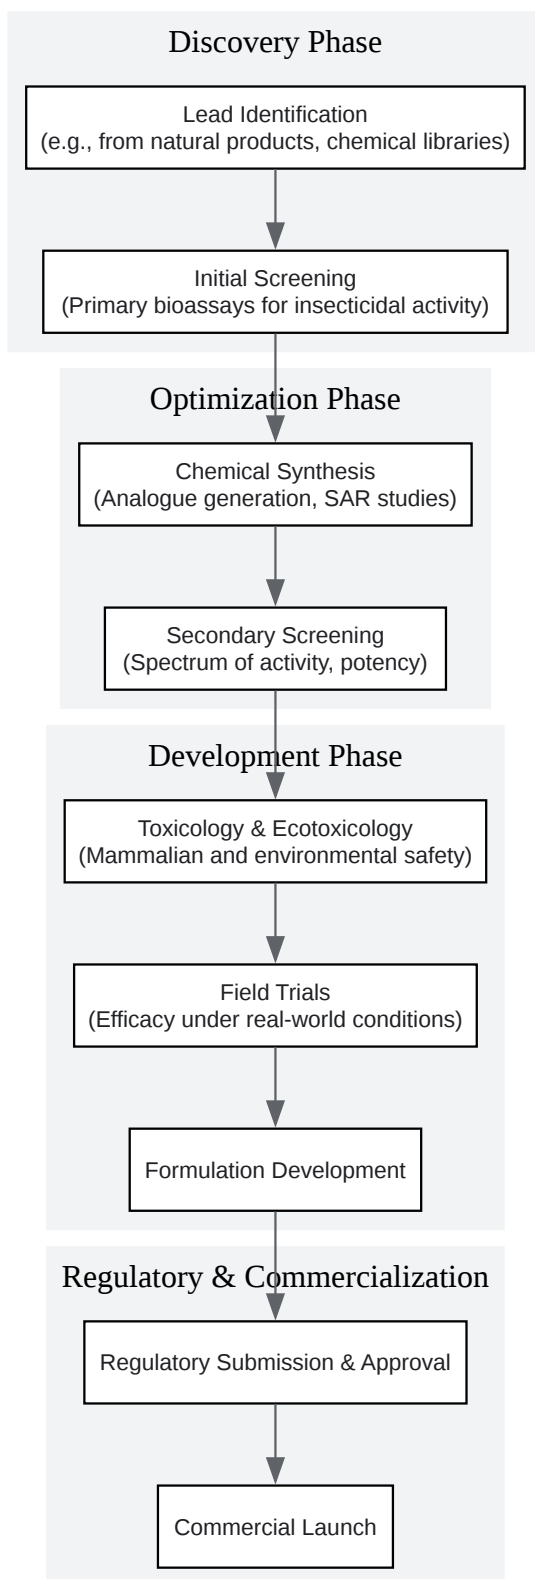 Discovery Phase
Lead Identification
(e.g., from natural products, chemical libraries)
Initial Screening
(Primary bioassays for insecticidal activity)
Optimization Phase
Chemical Synthesis
(Analogue generation, SAR studies)
Secondary Screening
(Spectrum of activity, potency)
Development Phase
Toxicology & Ecotoxicology
(Mammalian and environmental safety)
Field Trials
(Efficacy under real-world conditions)
Formulation Development
Regulatory & Commercialization
Regulatory Submission & Approval
Commercial Launch